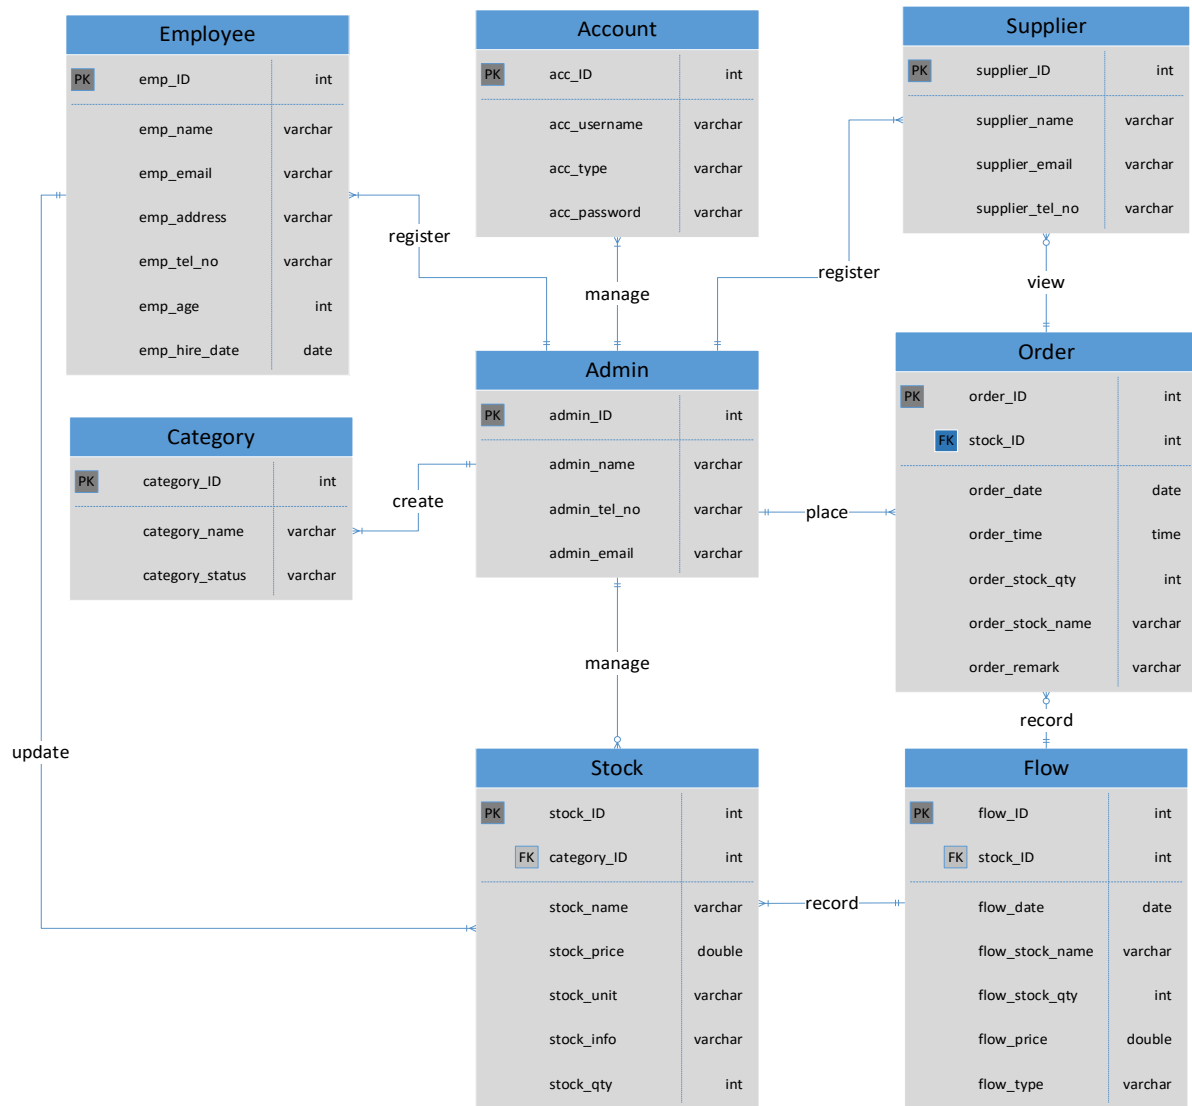 Employee
PK emp_ID int
emp_name varchar
emp_email varchar
emp_address varchar
emp_tel_no varchar
emp_age int
emp_hire_date date
Account
PK acc_ID int
acc_username varchar
acc_type varchar
acc_password varchar
Supplier
PK supplier_ID int
supplier_name varchar
supplier_email varchar
supplier_tel_no varchar
register
manage
register
view
Category
PK category_ID int
category_name varchar
category_status varchar
create
Admin
PK admin_ID int
admin_name varchar
admin_tel_no varchar
admin_email varchar
place
Order
PK order_ID int
FK stock_ID int
order_date date
order_time time
order_stock_qty int
order_stock_name varchar
order_remark varchar
manage
record
update
Stock
PK stock_ID int
FK category_ID int
stock_name varchar
stock_price double
stock_unit varchar
stock_info varchar
stock_qty int
record
Flow
PK flow_ID int
FK stock_ID int
flow_date date
flow_stock_name varchar
flow_stock_qty int
flow_price double
flow_type varchar